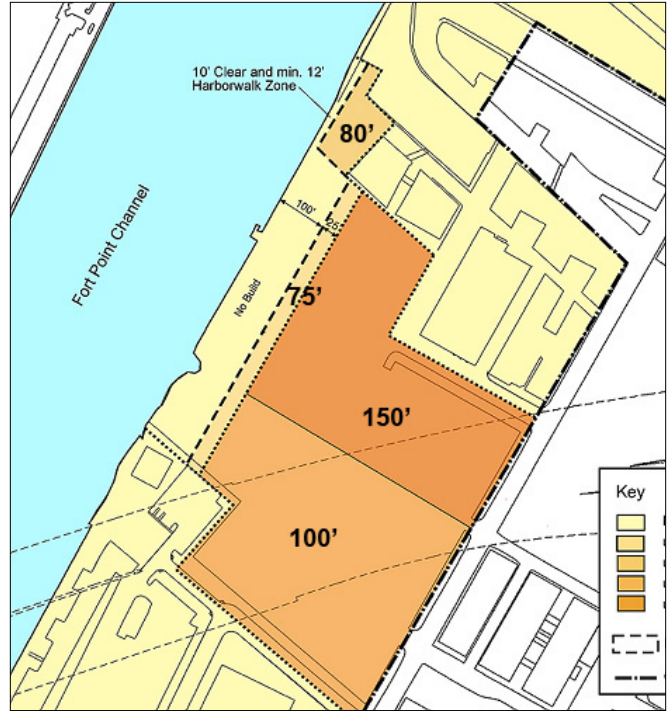 10' Clear and min. 12'
Harborwalk Zone
80'
100'
25'
Fort Point Channel
No Build
75'
150'
100'
Key